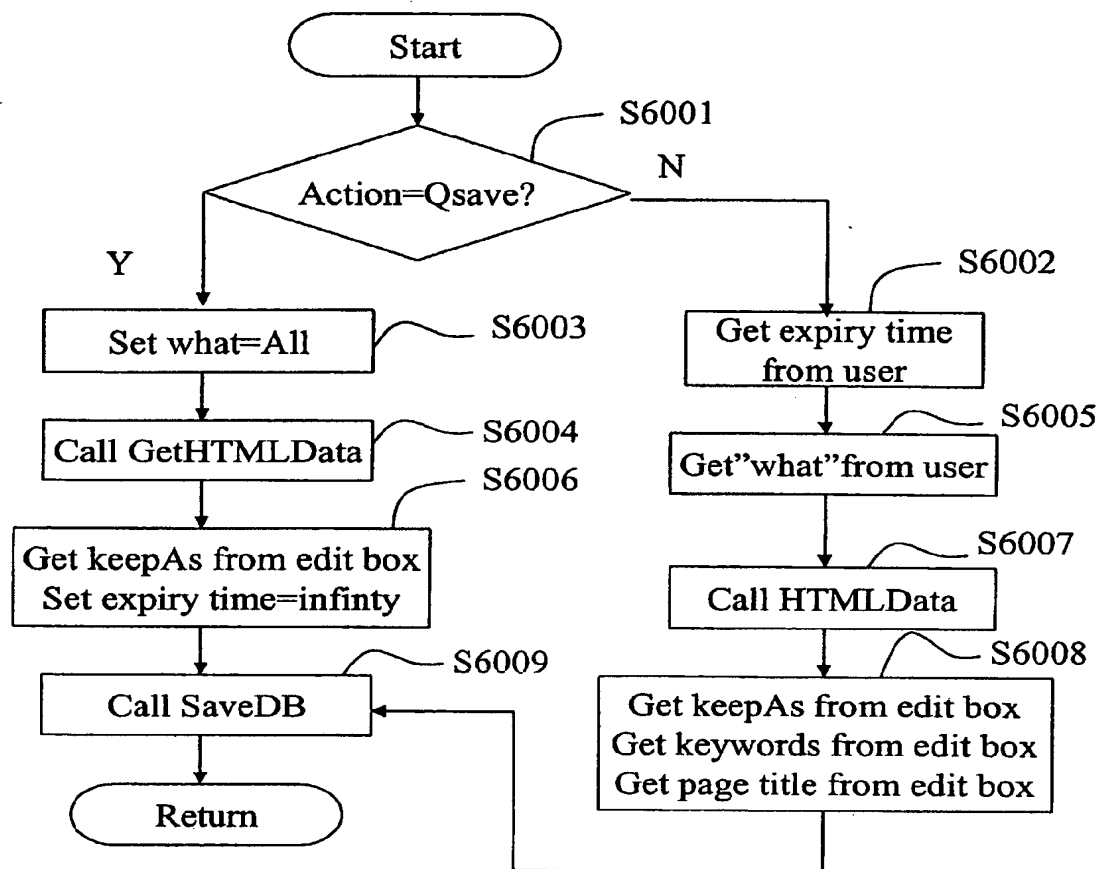 Start
S6001
Action=Qsave?
N
Y
S6002
Set what=All
S6003
Get expiry time
from user
Call GetHTMLData
S6004
S6005
Get”what”from user
S6006
Get keepAs from edit box
Set expiry time=infinty
S6007
Call HTMLData
S6009
Call SaveDB
S6008
Get keepAs from edit box
Get keywords from edit box
Get page title from edit box
Return